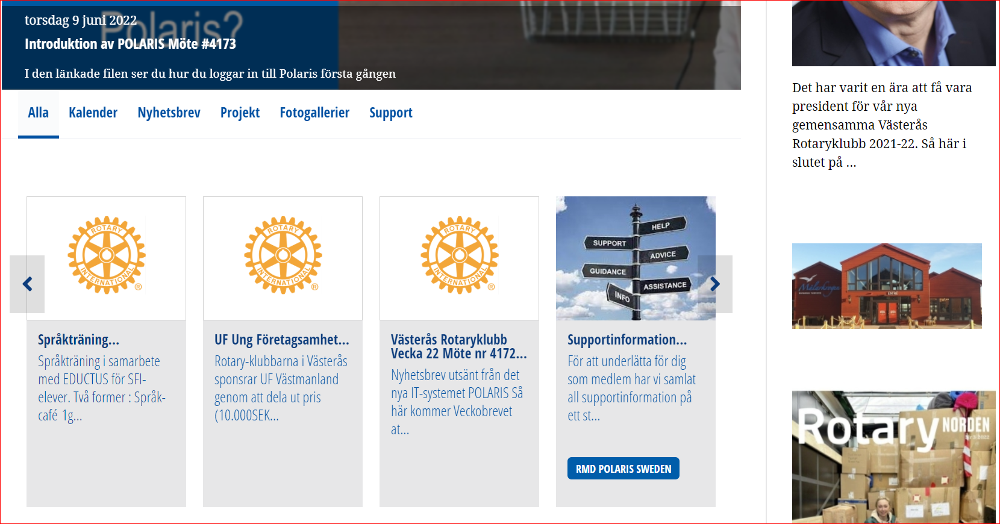 Polaris?
torsdag 9 juni 2022
Introduktion av POLARIS Möte #4173
I den länkade filen ser du hur du loggar in till Polaris första gången
Alla
Kalender
Nyhetsbrev
Projekt
Fotogallerier
Support
ROTARY
INTERNATIONAL
®
Språkträning...
Språkträning i samarbete
med EDUCTUS för SFI-
elever. Två former : Språk-
café 1g...
ROTARY
INTERNATIONAL
®
UF Ung Företagsamhet...
Rotary-klubbarna i Västerås
sponsrar UF Västmanland
genom att dela ut pris
(10.000SEK...
ROTARY
INTERNATIONAL
®
Västerås Rotaryklubb
Vecka 22 Möte nr 4172...
Nyhetsbrev utsänt från det
nya IT-systemet POLARIS Så
här kommer Veckobrevet
at...
HELP
SUPPORT
ADVICE
GUIDANCE
ASSISTANCE
INFO
Supportinformation...
För att underlätta för dig
som medlem har vi samlat
all supportinformation på
ett st...
RMD POLARIS SWEDEN
Det har varit en ära att få vara
president för vår nya
gemensamma Västerås
Rotaryklubb 2021-22. Så här i
slutet på ...
Mälarkrogen
Rotary NORDEN